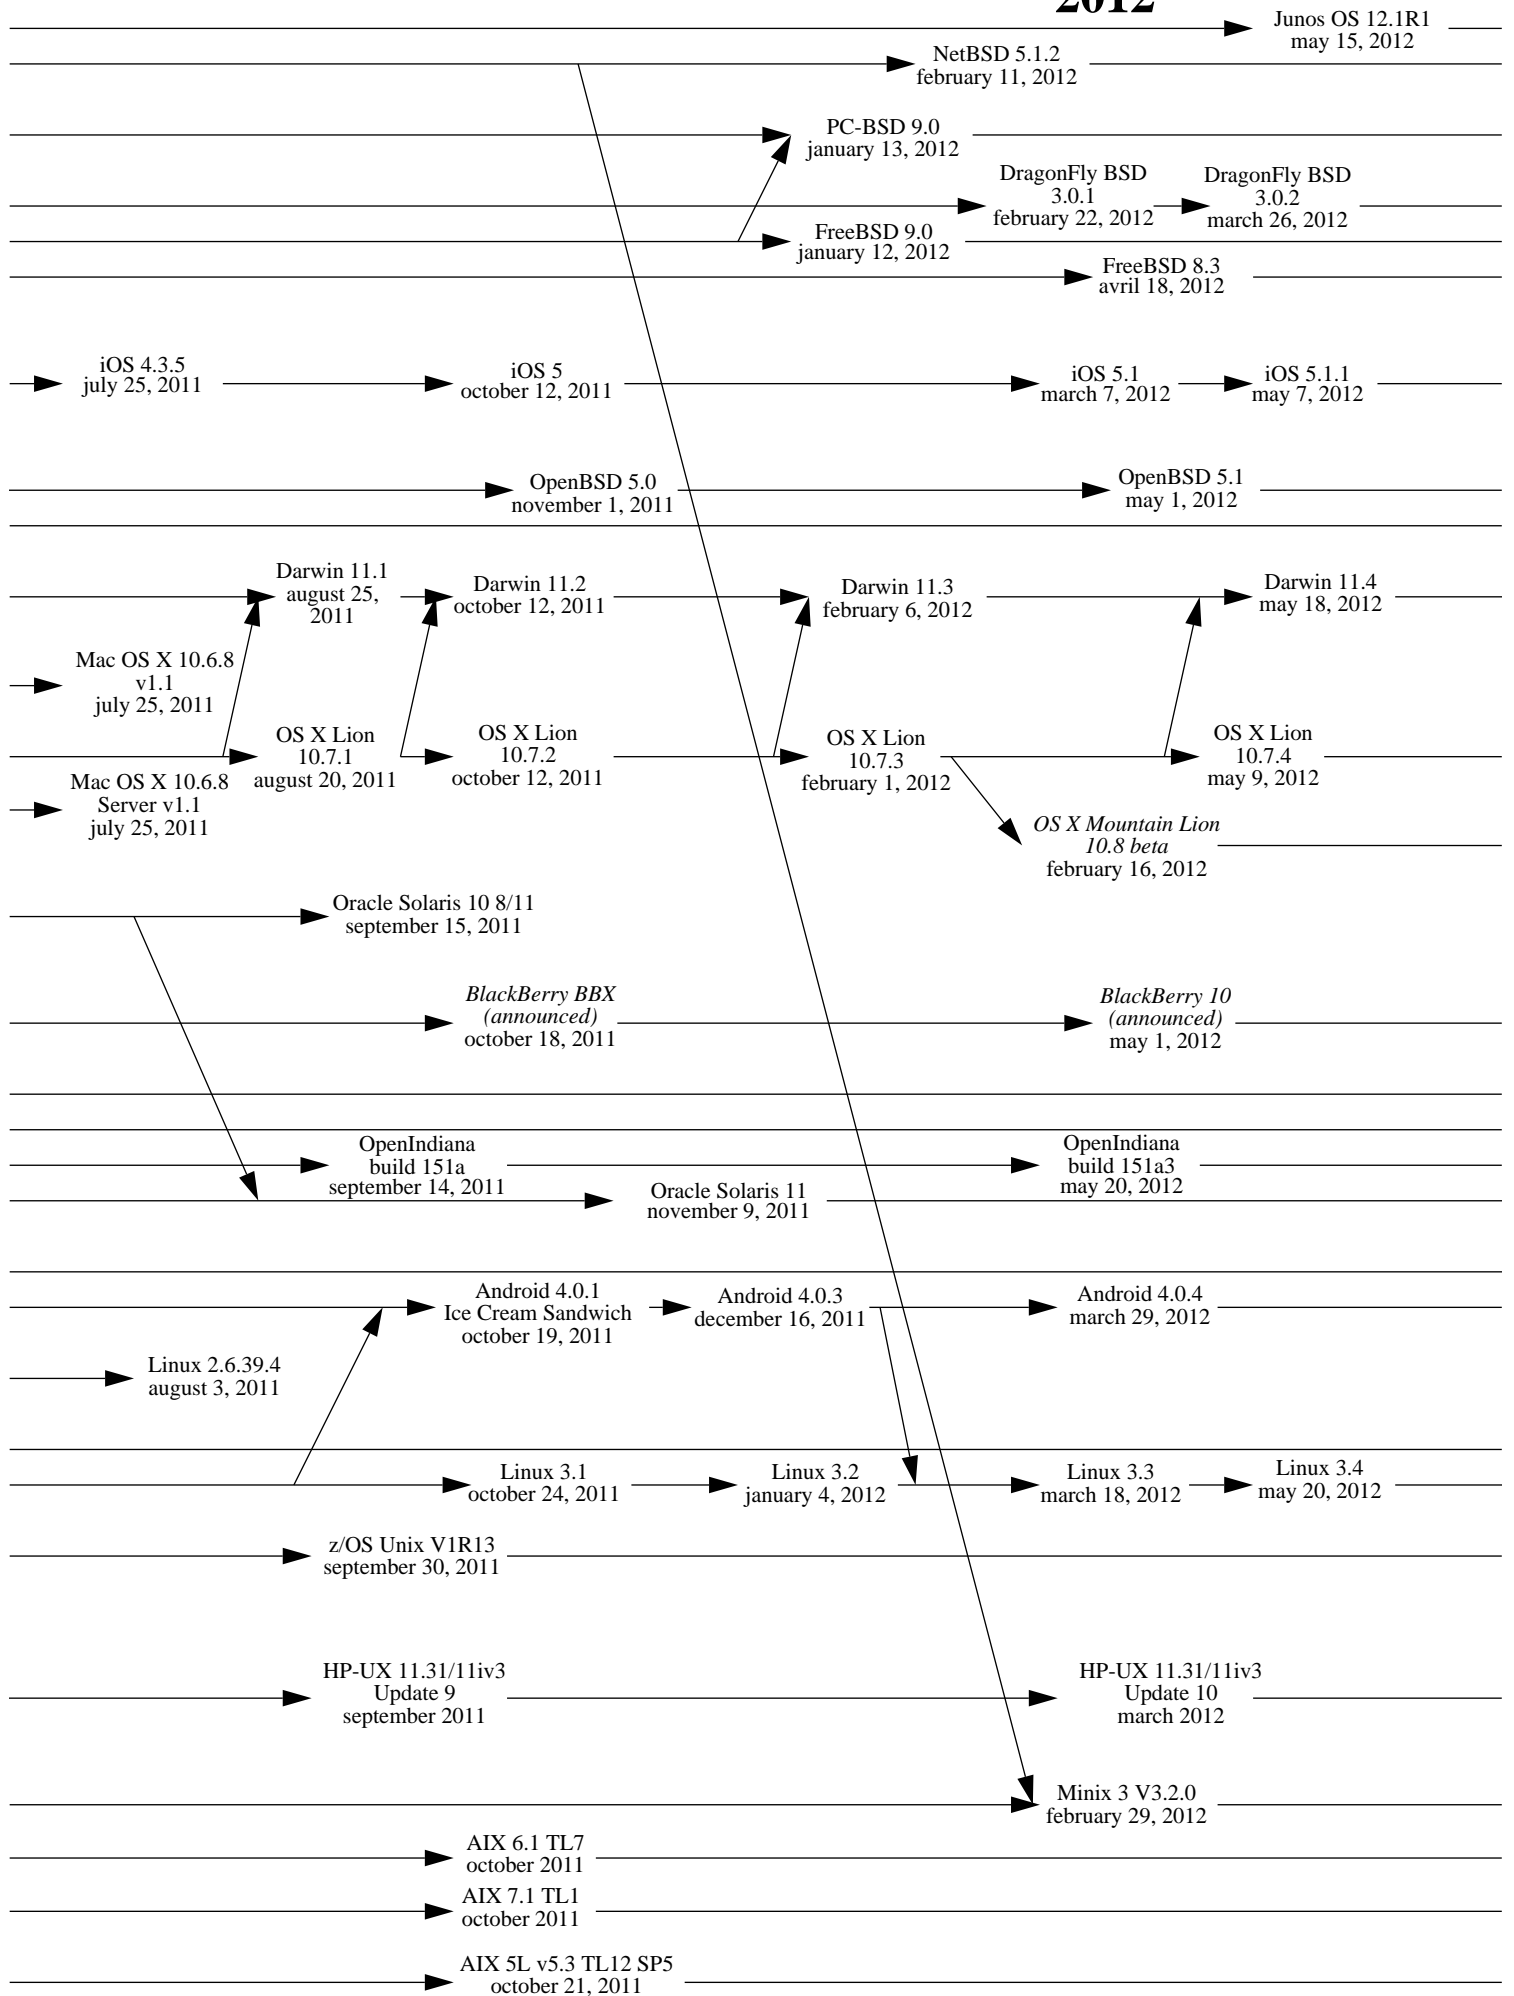 2012
Junos OS 12.1R1
may 15, 2012
NetBSD 5.1.2
february 11, 2012
PC-BSD 9.0
january 13, 2012
DragonFly BSD
3.0.1
february 22, 2012
DragonFly BSD
3.0.2
march 26, 2012
FreeBSD 9.0
january 12, 2012
FreeBSD 8.3
avril 18, 2012
iOS 4.3.5
july 25, 2011
iOS 5
october 12, 2011
iOS 5.1
march 7, 2012
iOS 5.1.1
may 7, 2012
OpenBSD 5.0
november 1, 2011
OpenBSD 5.1
may 1, 2012
Darwin 11.1
august 25,
2011
Darwin 11.2
october 12, 2011
Darwin 11.3
february 6, 2012
Darwin 11.4
may 18, 2012
Mac OS X 10.6.8
v1.1
july 25, 2011
OS X Lion
10.7.1
august 20, 2011
OS X Lion
10.7.2
october 12, 2011
OS X Lion
10.7.3
february 1, 2012
OS X Lion
10.7.4
may 9, 2012
Mac OS X 10.6.8
Server v1.1
july 25, 2011
OS X Mountain Lion
10.8 beta
february 16, 2012
Oracle Solaris 10 8/11
september 15, 2011
BlackBerry BBX
(announced)
october 18, 2011
BlackBerry 10
(announced)
may 1, 2012
OpenIndiana
build 151a
september 14, 2011
OpenIndiana
build 151a3
may 20, 2012
Oracle Solaris 11
november 9, 2011
Android 4.0.1
Ice Cream Sandwich
october 19, 2011
Android 4.0.3
december 16, 2011
Android 4.0.4
march 29, 2012
Linux 2.6.39.4
august 3, 2011
Linux 3.1
october 24, 2011
Linux 3.2
january 4, 2012
Linux 3.3
march 18, 2012
Linux 3.4
may 20, 2012
z/OS Unix V1R13
september 30, 2011
HP-UX 11.31/11iv3
Update 9
september 2011
HP-UX 11.31/11iv3
Update 10
march 2012
Minix 3 V3.2.0
february 29, 2012
AIX 6.1 TL7
october 2011
AIX 7.1 TL1
october 2011
AIX 5L v5.3 TL12 SP5
october 21, 2011